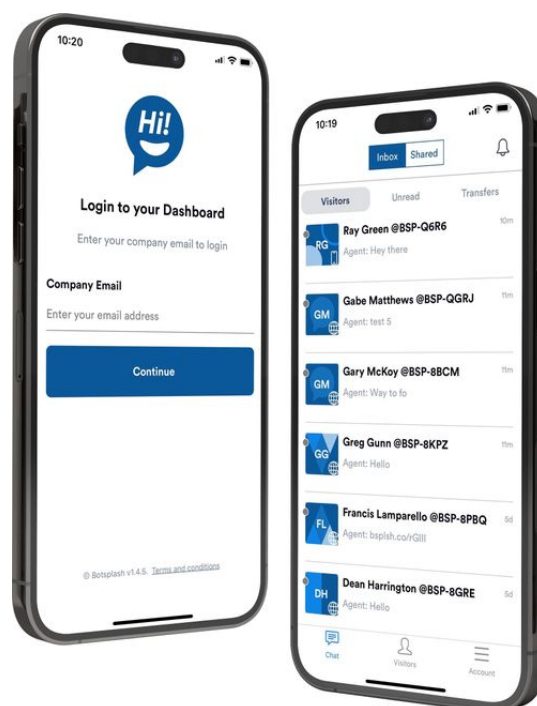 10:20
Hi!
Login to your Dashboard
Enter your company email to login
Company Email
Enter your email address
Continue
© Botsplash v1.4.5. Terms and conditions
10:19
Inbox Shared
Visitors Unread Transfers
RG Ray Green @BSP-Q6R6 10m
Agent: Hey there
GM Gabe Matthews @BSP-QGRJ 11m
Agent: test 5
GM Gary McKoy @BSP-8BCM 11m
Agent: Way to fo
GG Greg Gunn @BSP-8KPZ 11m
Agent: Hello
FL Francis Lamparello @BSP-8PBQ 5d
Agent: bsplsh.co/rGlll
DH Dean Harrington @BSP-8GRE 5d
Agent: Hello
Chat Visitors Account